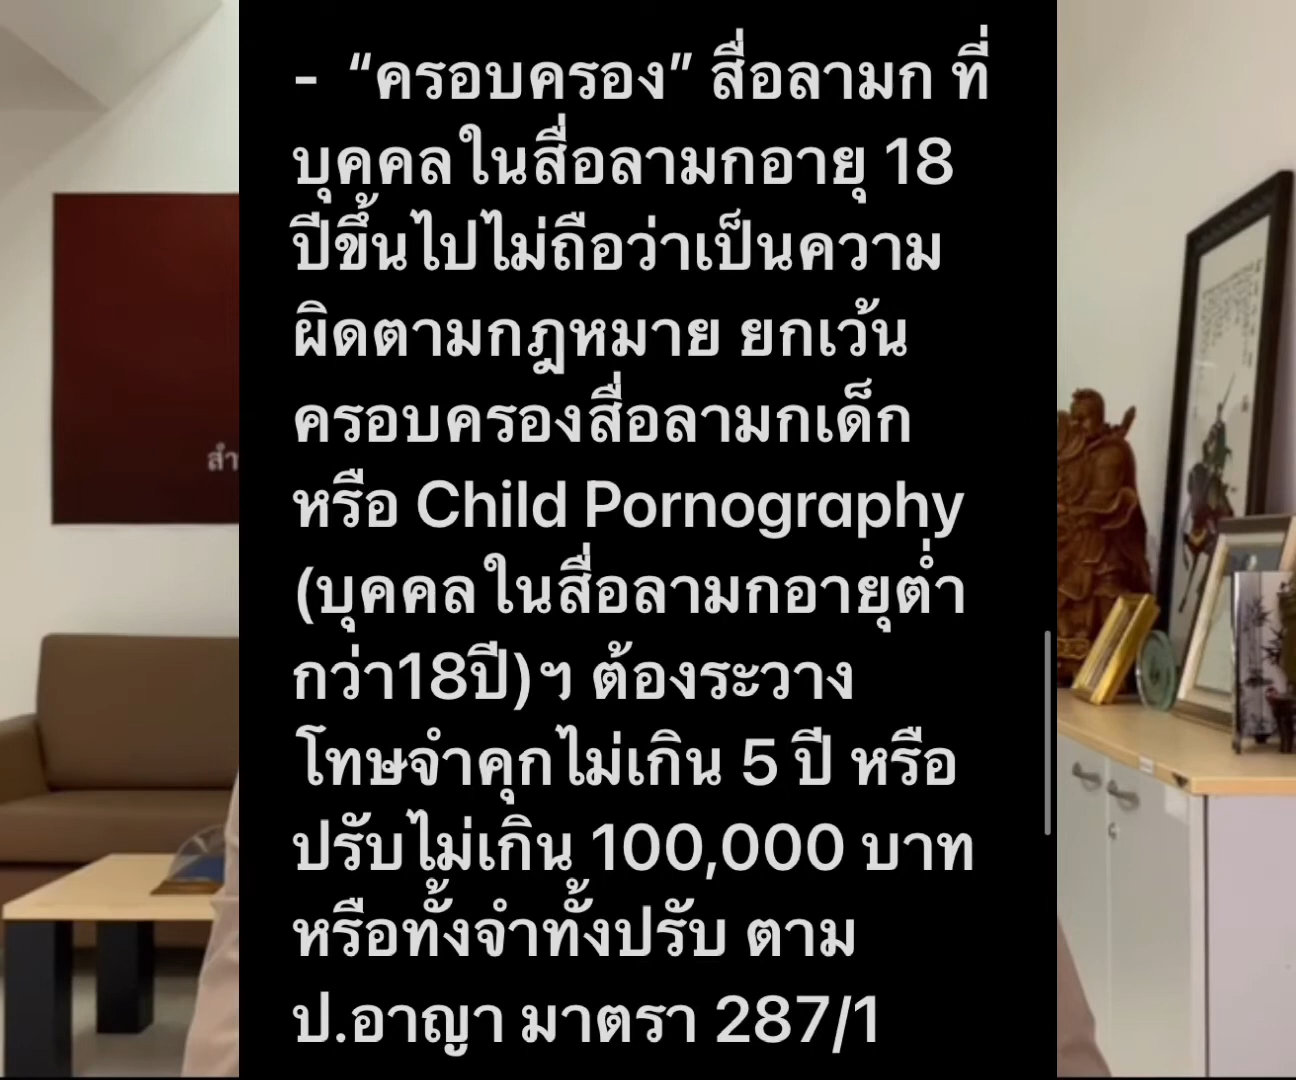 - “ครอบครอง” สื่อลามก ที่
บุคคลในสื่อลามกอายุ 18
ปีขึ้นไปไม่ถือว่าเป็นความ
ผิดตามกฎหมาย ยกเว้น
ครอบครองสื่อลามกเด็ก
หรือ Child Pornography
(บุคคลในสื่อลามกอายุต่ำ
กว่า18ปี)ฯ ต้องระวาง
โทษจำคุกไม่เกิน 5 ปี หรือ
ปรับไม่เกิน 100,000 บาท
หรือทั้งจำทั้งปรับ ตาม
ป.อาญา มาตรา 287/1
สำ